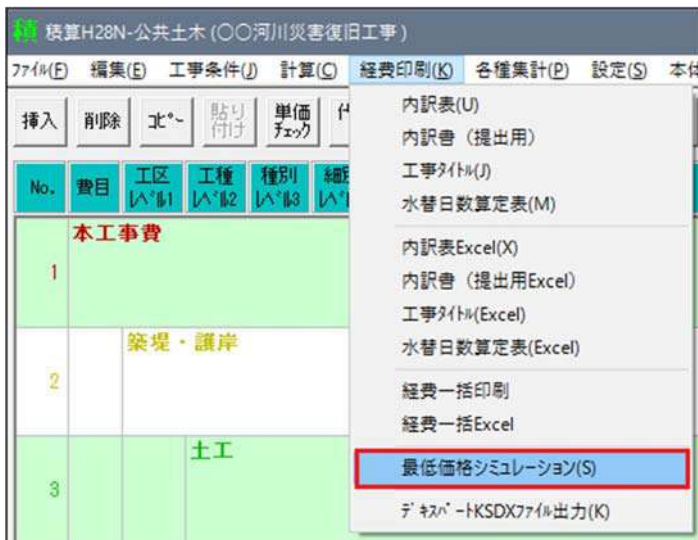 積 積算H28N-公共土木 (〇〇河川災害復旧工事)
ﾌｧｲﾙ(F) 編集(E) 工事条件(J) 計算(C) 経費印刷(K) 各種集計(P) 設定(S) 本体
挿入 削除 ｺﾋﾟｰ 貼り付け 単価ﾁｪｯｸ
No. 費目 工区ﾚﾍﾞﾙ1 工種ﾚﾍﾞﾙ2 種別ﾚﾍﾞﾙ3
内訳表(U)
内訳書（提出用）
工事ﾀｲﾄﾙ(J)
水替日数算定表(M)
内訳表Excel(X)
内訳書（提出用Excel）
工事ﾀｲﾄﾙ(Excel)
水替日数算定表(Excel)
経費一括印刷
経費一括Excel
最低価格シミュレーション(S)
ﾃﾞｷｽﾊﾟｰﾄKSDXﾌｧｲﾙ出力(K)
1 本工事費
2 築堤・護岸
3 土工